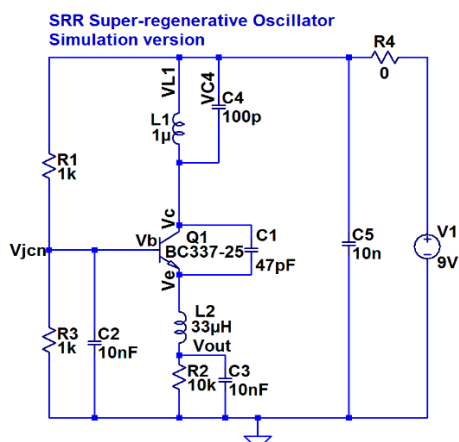 SRR Super-regenerative Oscillator
Simulation version
R4
0
VL1
VC4
C4
100p
L1
1µ
R1
1k
Vc
Q1
C1
Vjcn
Vb
BC337-25
47pF
C5
10n
V1
9V
Ve
L2
33µH
R3
1k
C2
10nF
Vout
R2
10k
C3
10nF